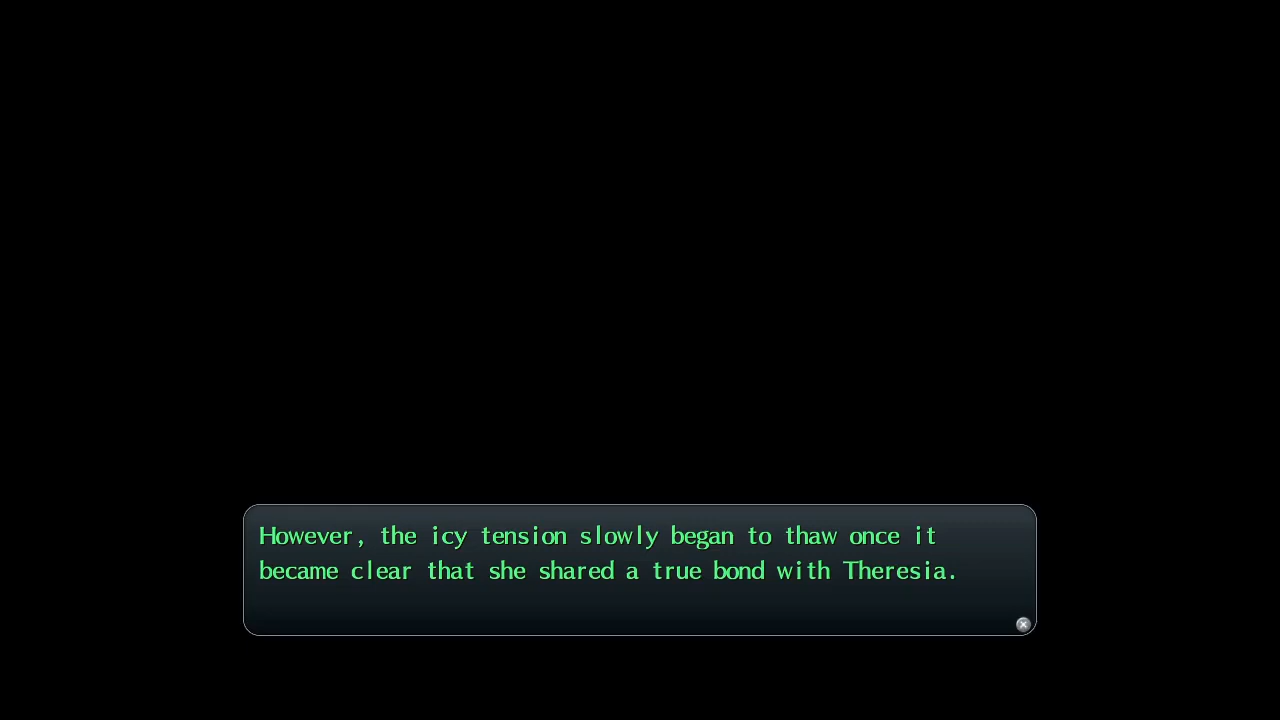 However, the icy tension slowly began to thaw once it
became clear that she shared a true bond with Theresia.